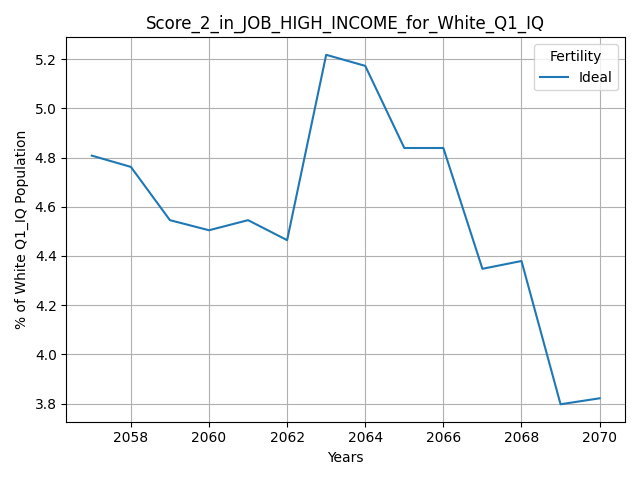 Score_2_in_JOB_HIGH_INCOME_for_White_Q1_IQ
Fertility
Ideal
% of White Q1_IQ Population
5.2
5.0
4.8
4.6
4.4
4.2
4.0
3.8
2058 2060 2062 2064 2066 2068 2070
Years